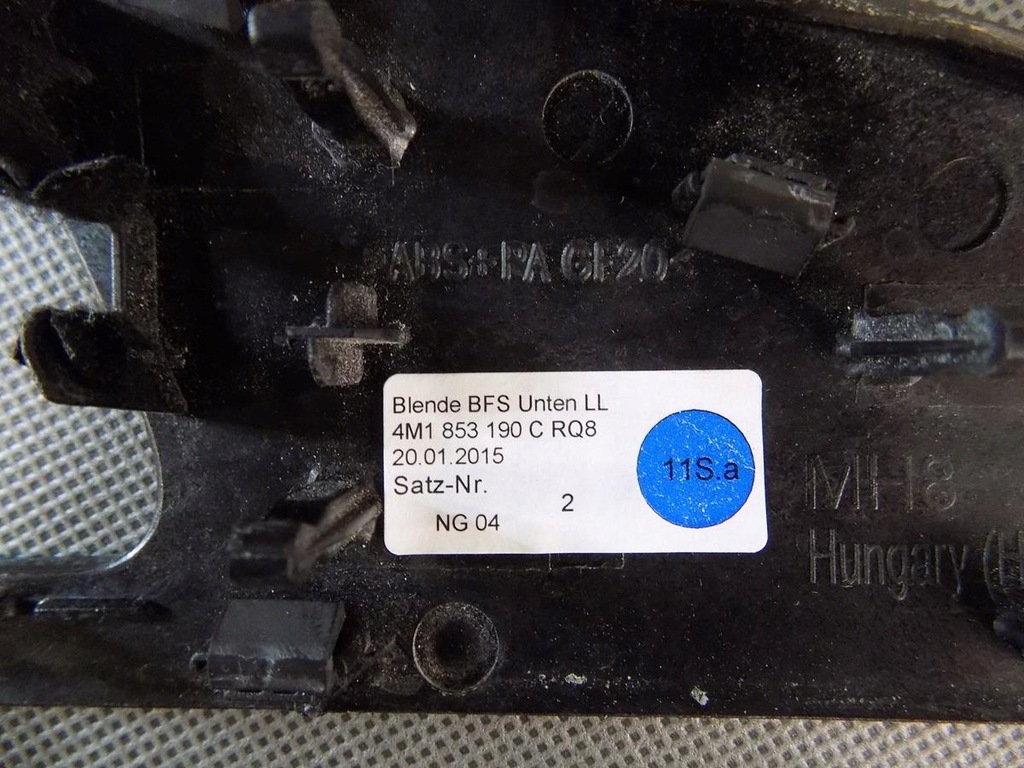 ABS+PA GF20<
Blende BFS Unten LL
4M1 853 190 C RQ8
20.01.2015
Satz-Nr.
2
NG 04
11S.a
MH8
Hungary (H